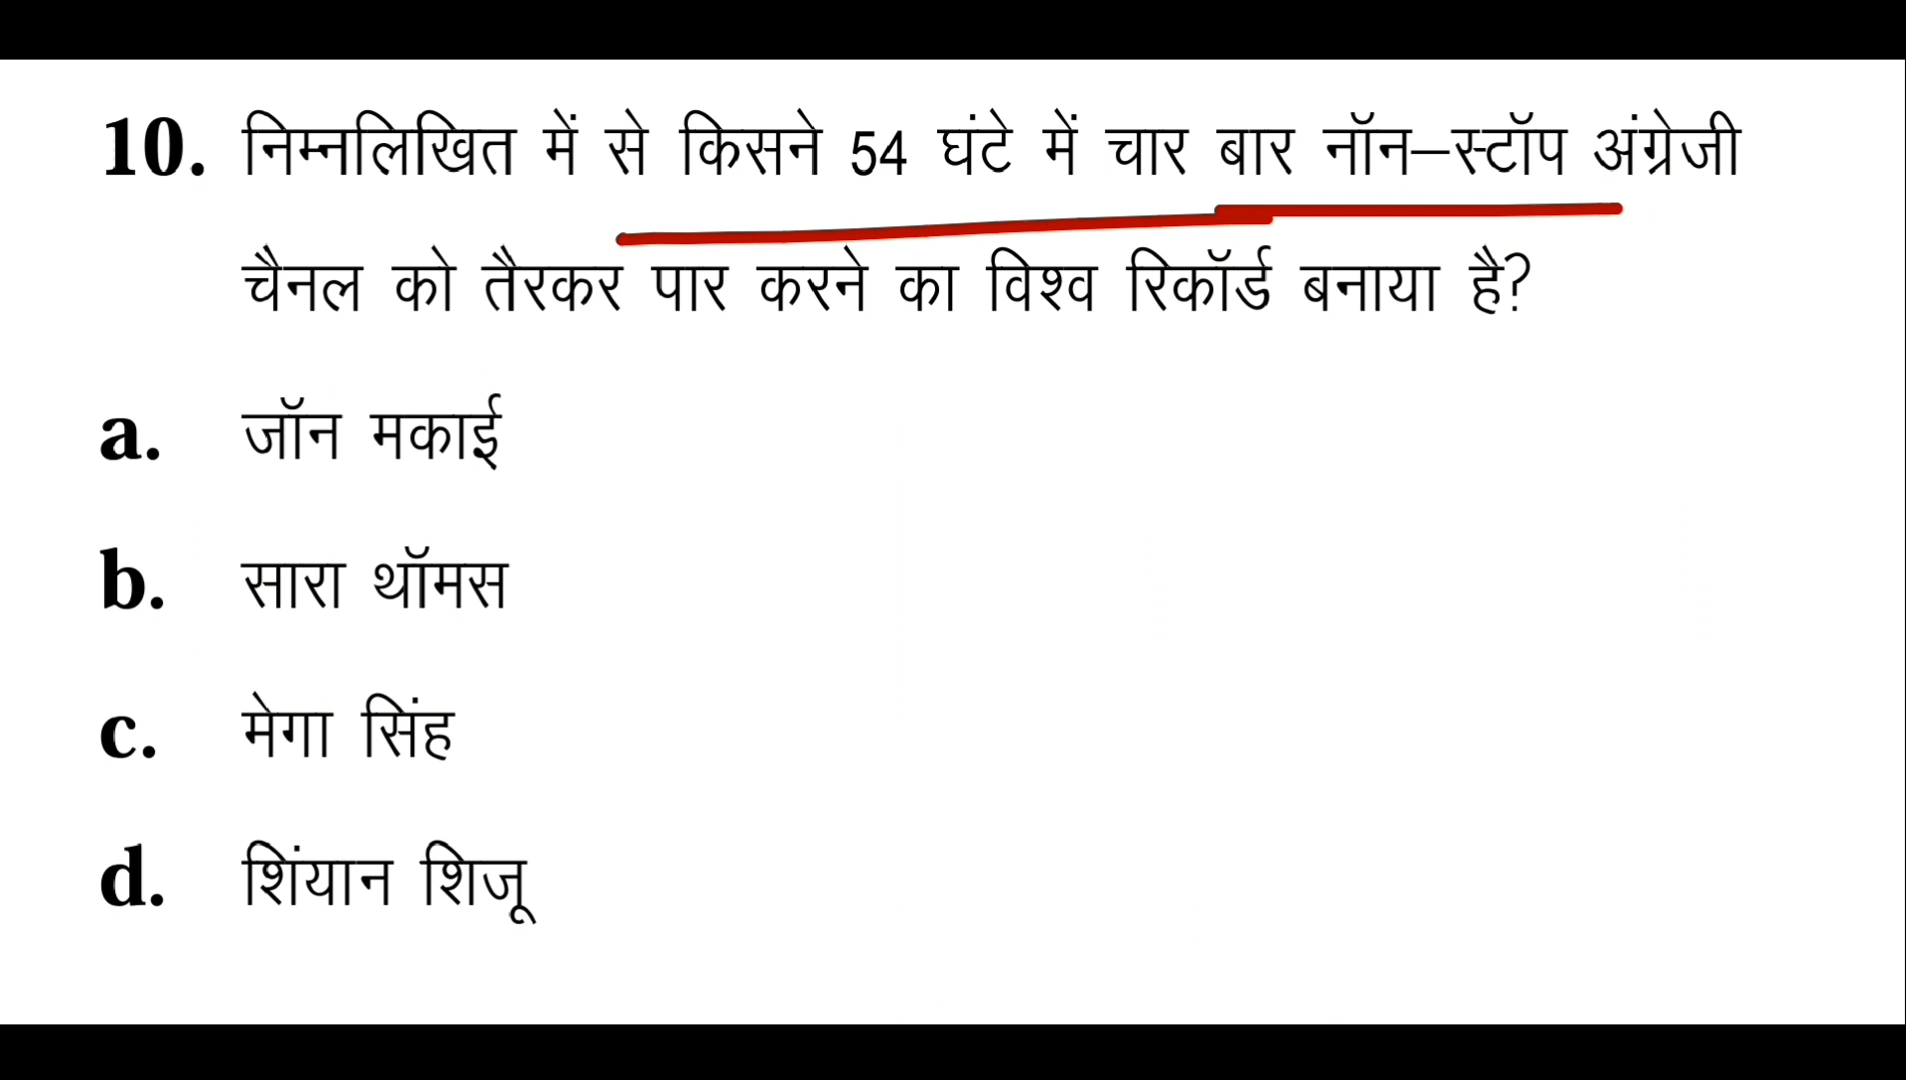 10. निम्नलिखित में से किसने 54 घंटे में चार बार नॉन–स्टॉप अंग्रेजी
चैनल को तैरकर पार करने का विश्व रिकॉर्ड बनाया है?
a. जॉन मकाई
b. सारा थॉमस
c. मेगा सिंह
d. शिंयान शिजू